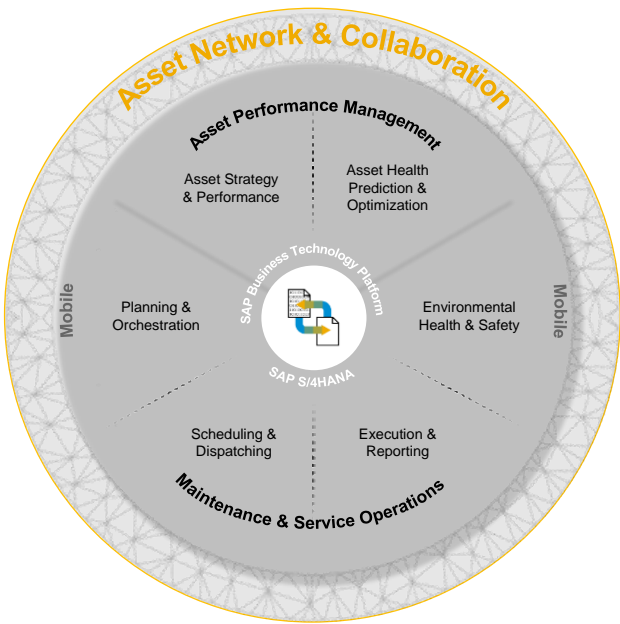 Asset Network & Collaboration
Asset Performance Management
Asset Strategy
& Performance
Asset Health
Prediction &
Optimization
SAP Business Technology Platform
Mobile
Planning &
Orchestration
Environmental
Health & Safety
Mobile
SAP S/4HANA
Scheduling &
Dispatching
Execution &
Reporting
Maintenance & Service Operations